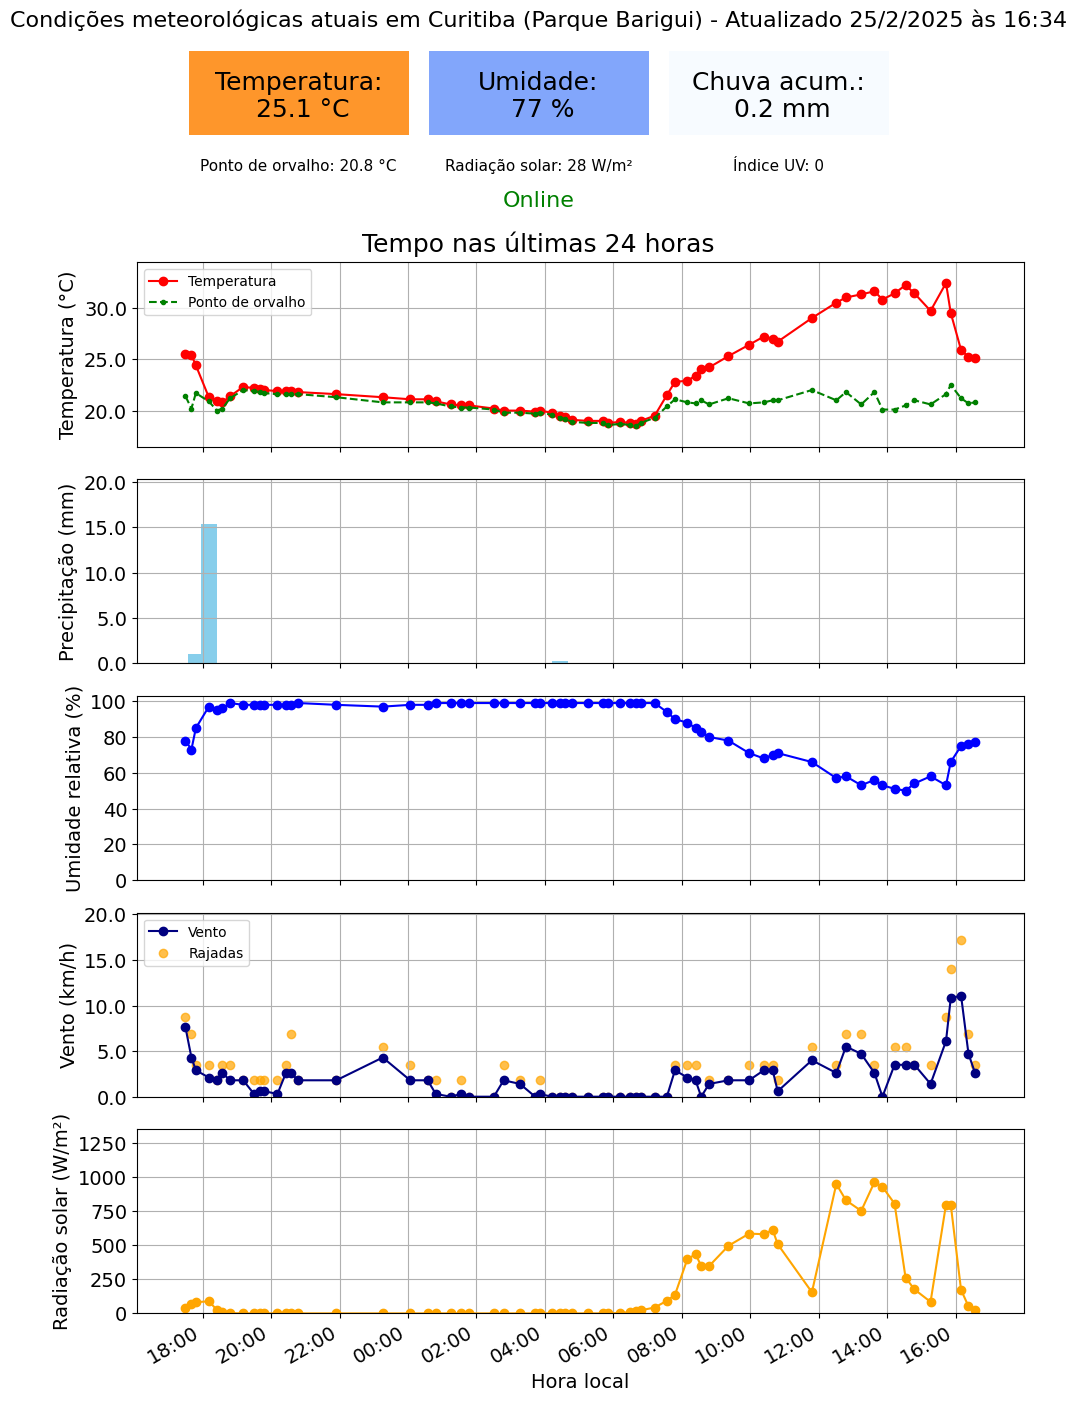 Condições meteorológicas atuais em Curitiba (Parque Barigui) - Atualizado 25/2/2025 às 16:34
Temperatura:
25.1 °C
Umidade:
77 %
Chuva acum.:
0.2 mm
Ponto de orvalho: 20.8 °C
Radiação solar: 28 W/m²
Índice UV: 0
Online
Tempo nas últimas 24 horas
Temperatura (°C)
30.0
25.0
20.0
Temperatura
Ponto de orvalho
Precipitação (mm)
20.0
15.0
10.0
5.0
0.0
Umidade relativa (%)
100
80
60
40
20
0
Vento (km/h)
20.0
15.0
10.0
5.0
0.0
Vento
Rajadas
Radiação solar (W/m²)
1250
1000
750
500
250
0
18:00
20:00
22:00
00:00
02:00
04:00
06:00
08:00
10:00
12:00
14:00
16:00
Hora local